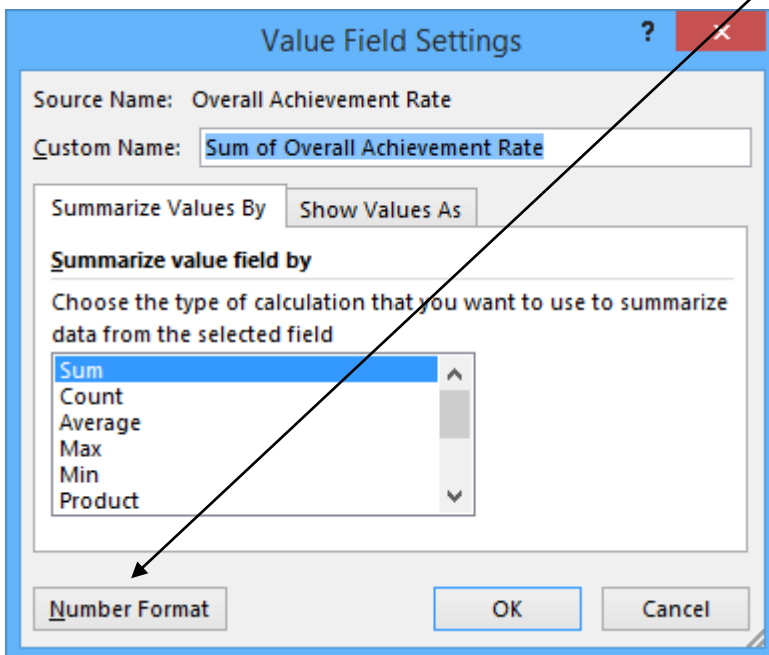 Value Field Settings
?
×
Source Name: Overall Achievement Rate
Custom Name: Sum of Overall Achievement Rate
Summarize Values By Show Values As
Summarize value field by
Choose the type of calculation that you want to use to summarize
data from the selected field
Sum
Count
Average
Max
Min
Product
Number Format OK Cancel